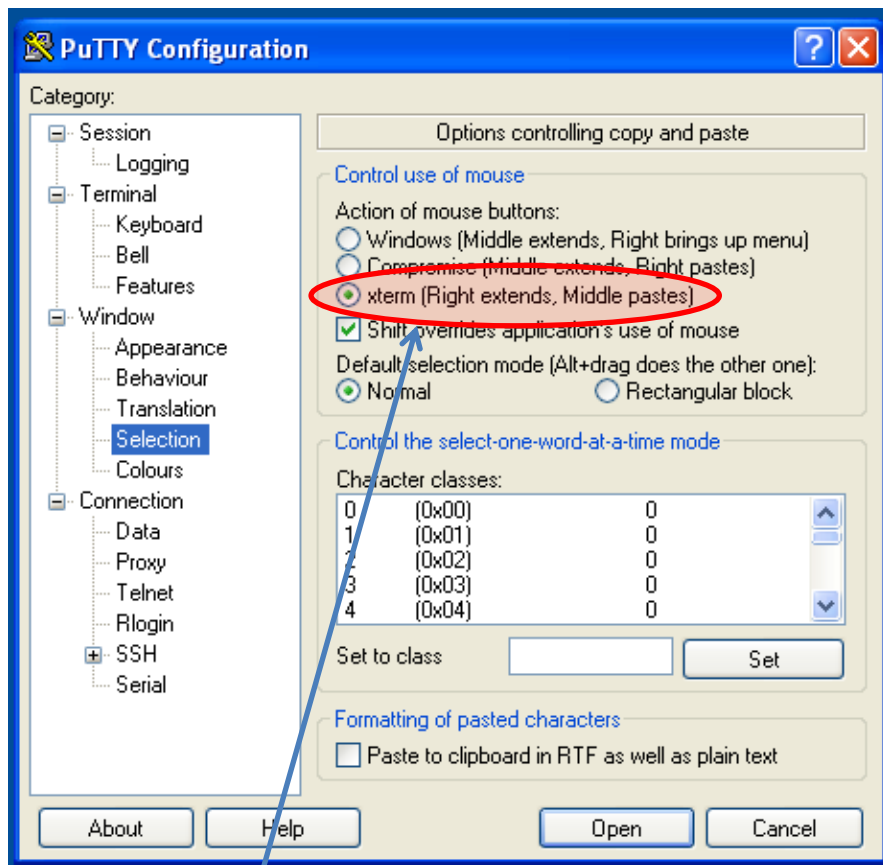 PuTTY Configuration
Category:
Session
Logging
Terminal
Keyboard
Bell
Features
Window
Appearance
Behaviour
Translation
Selection
Colours
Connection
Data
Proxy
Telnet
Rlogin
SSH
Serial
Options controlling copy and paste
Control use of mouse
Action of mouse buttons:
Windows (Middle extends, Right brings up menu)
Compromise (Middle extends, Right pastes)
xterm (Right extends, Middle pastes)
Shift overrides application's use of mouse
Default selection mode (Alt+drag does the other one):
Normal Rectangular block
Control the select-one-word-at-a-time mode
Character classes:
0 (0x00) 0
1 (0x01) 0
2 (0x02) 0
3 (0x03) 0
4 (0x04) 0
Set to class Set
Formatting of pasted characters
Paste to clipboard in RTF as well as plain text
About Help Open Cancel